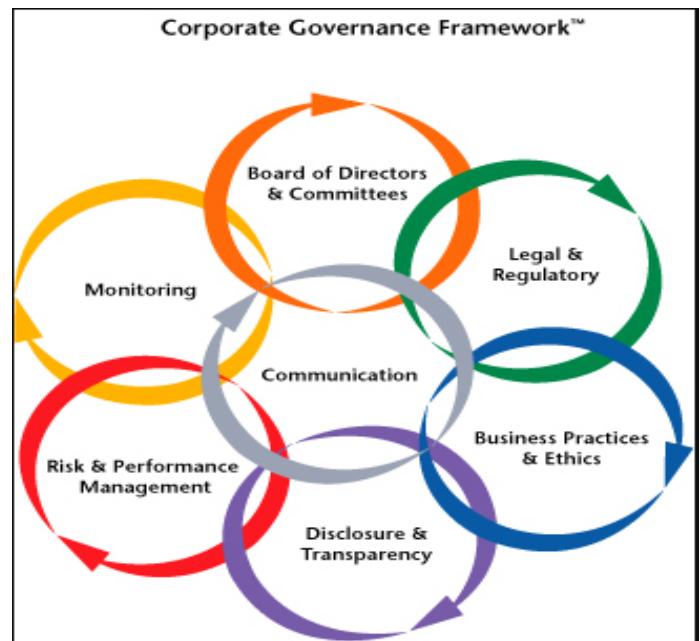 Corporate Governance Framework™
Board of Directors
& Committees
Legal &
Regulatory
Monitoring
Communication
Business Practices
& Ethics
Risk & Performance
Management
Disclosure &
Transparency